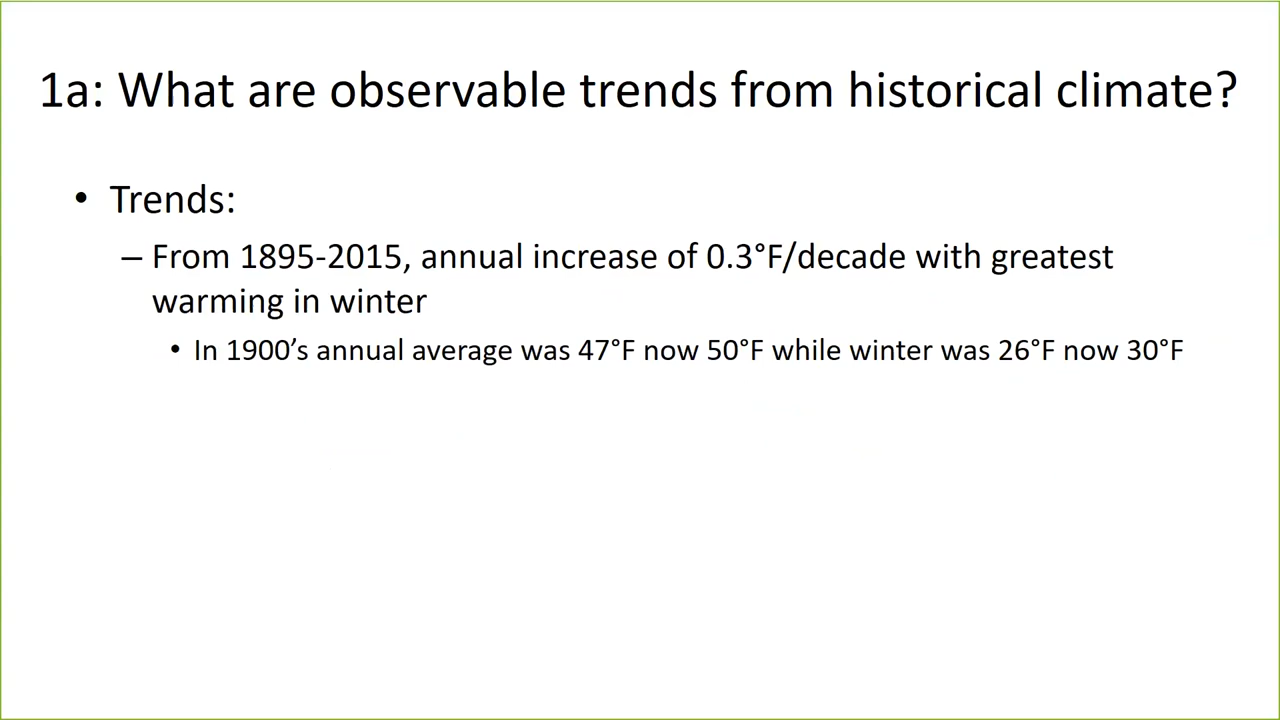 1a: What are observable trends from historical climate?
• Trends:
– From 1895-2015, annual increase of 0.3°F/decade with greatest
warming in winter
• In 1900’s annual average was 47°F now 50°F while winter was 26°F now 30°F